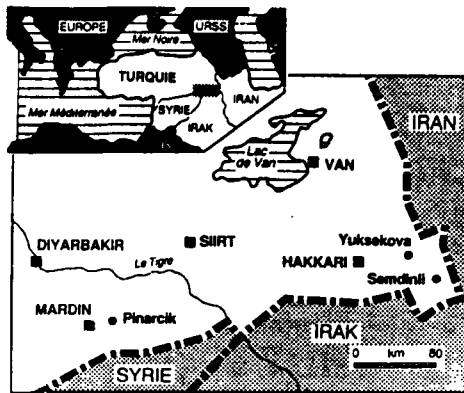 EUROPE
URSS
Mer Noire
TURQUIE
Mer Méditerranée
SYRIE
IRAK
IRAN
IRAN
Lac
de Van
VAN
DIYARBAKIR
SIIRT
Le Tigre
Yuksekova
HAKKARI
Semdinli
MARDIN
Pinarcik
IRAK
SYRIE
0 km 80